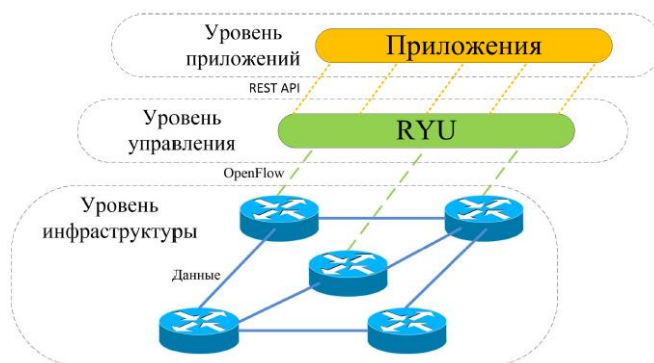 Уровень
приложений
Приложения
REST API
Уровень
управления
RYU
OpenFlow
Уровень
инфраструктуры
Данные